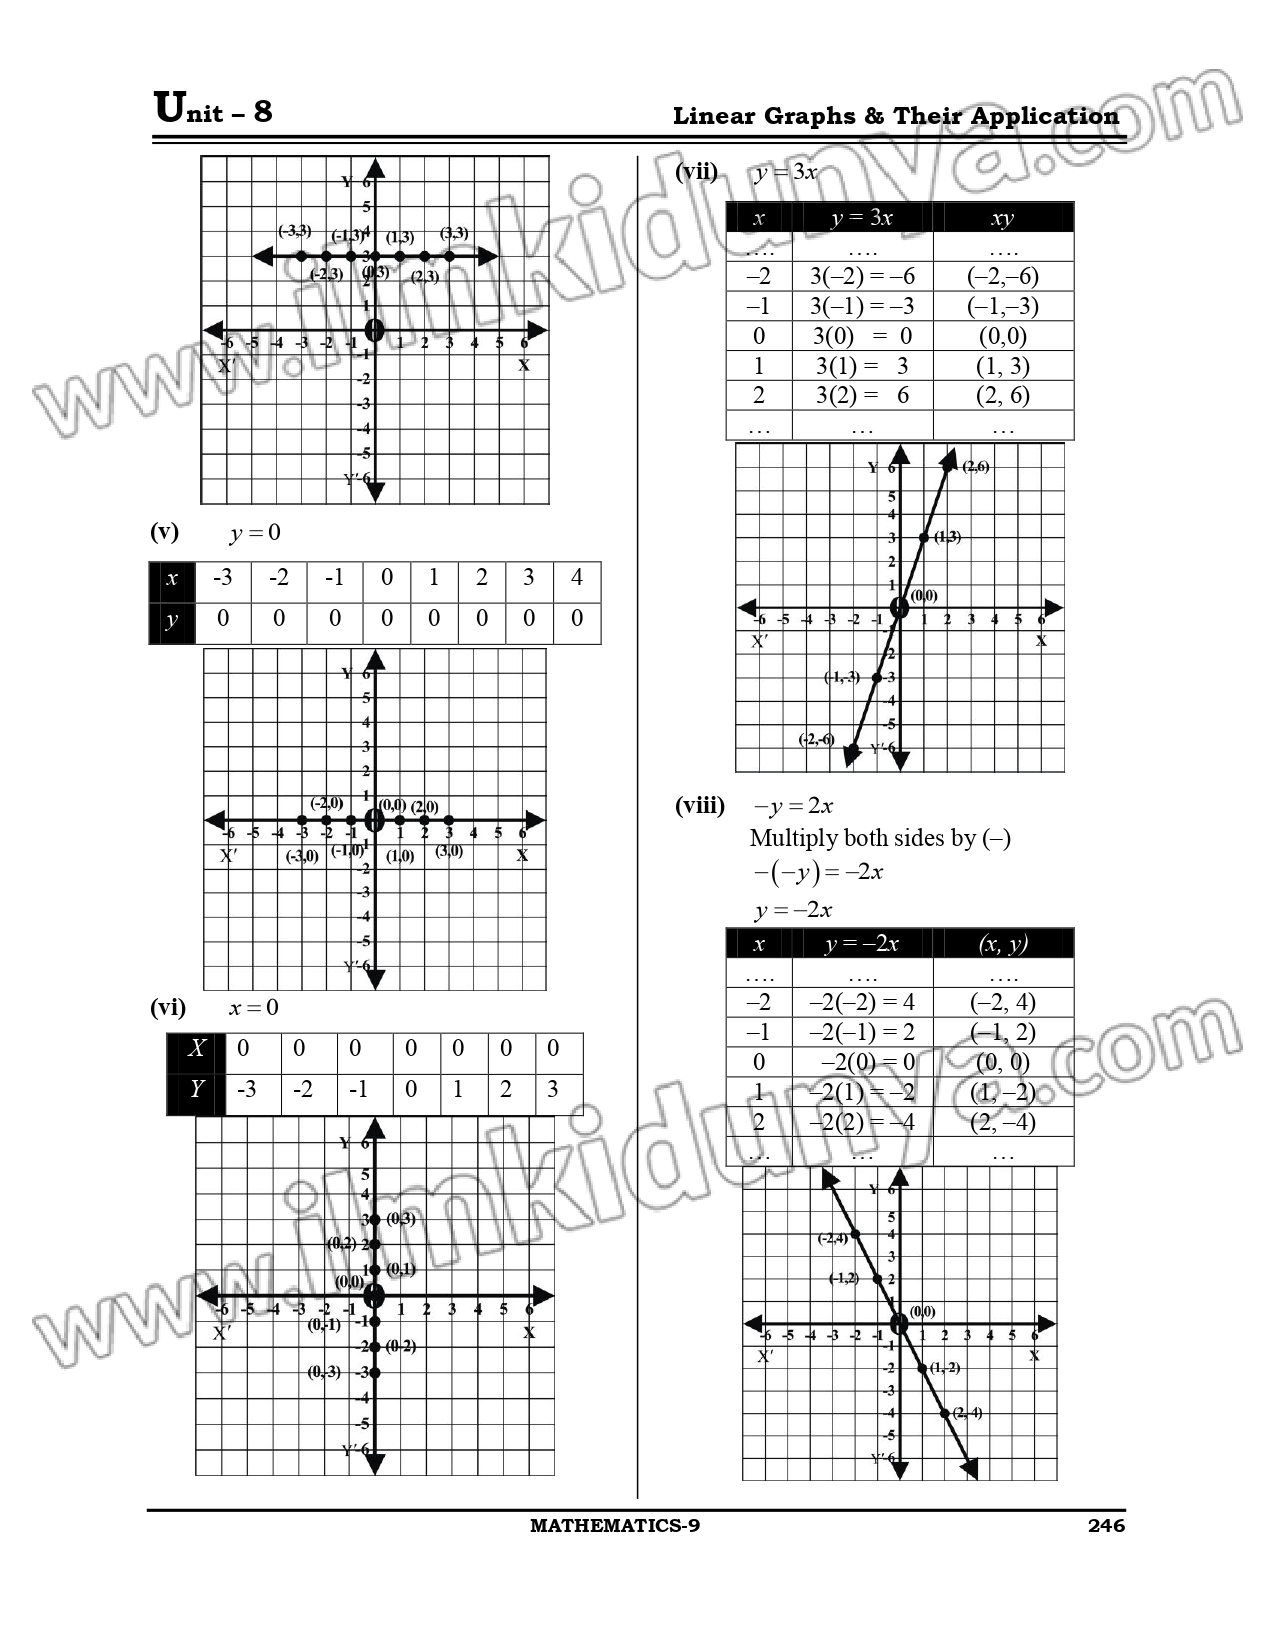 Unit – 8
Linear Graphs & Their Application
Y 6
5
(-3,3) (-1,3) 4 (1,3) (3,3)
3
(-2,3) (0,3) (2,3)
2
1
O
-6 -5 -4 -3 -2 -1 1 2 3 4 5 6
X′ -1 X
-2
-3
-4
-5
Y′-6
(v) y = 0
x -3 -2 -1 0 1 2 3 4
y 0 0 0 0 0 0 0 0
Y 6
5
4
3
2
1
(-2,0) (0,0) (2,0)
O
-6 -5 -4 -3 -2 -1 1 2 3 4 5 6
X′ (-3,0) (-1,0) -1 (1,0) (3,0) X
-2
-3
-4
-5
Y′-6
(vi) x = 0
X 0 0 0 0 0 0 0
Y -3 -2 -1 0 1 2 3
Y 6
5
4
3 (0,3)
(0,2) 2
1 (0,1)
(0,0)
O
-6 -5 -4 -3 -2 -1 1 2 3 4 5 6
X′ (0,-1) -1 X
-2 (0-2)
(0,-3) -3
-4
-5
Y′-6
(vii) y = 3x
x y = 3x xy
.... .... ....
–2 3(–2) = –6 (–2,–6)
–1 3(–1) = –3 (–1,–3)
0 3(0) = 0 (0,0)
1 3(1) = 3 (1, 3)
2 3(2) = 6 (2, 6)
... ... ...
Y 6 (2,6)
5
4
3 (1,3)
2
1
(0,0)
O
-6 -5 -4 -3 -2 -1 1 2 3 4 5 6
X′ -1 X
-2
(-1,-3) -3
-4
-5
(-2,-6) Y′-6
(viii) –y = 2x
Multiply both sides by (–)
–(–y) = –2x
y = –2x
x y = –2x (x, y)
.... .... ....
–2 –2(–2) = 4 (–2, 4)
–1 –2(–1) = 2 (–1, 2)
0 –2(0) = 0 (0, 0)
1 –2(1) = –2 (1, –2)
2 –2(2) = –4 (2, –4)
... ... ...
Y 6
5
(-2,4) 4
3
(-1,2) 2
1
(0,0)
O
-6 -5 -4 -3 -2 -1 1 2 3 4 5 6
X′ -1 X
-2 (1,-2)
-3
-4 (2,-4)
-5
Y′-6
MATHEMATICS-9
246
www.ilmkidunya.com
www.ilmkidunya.com